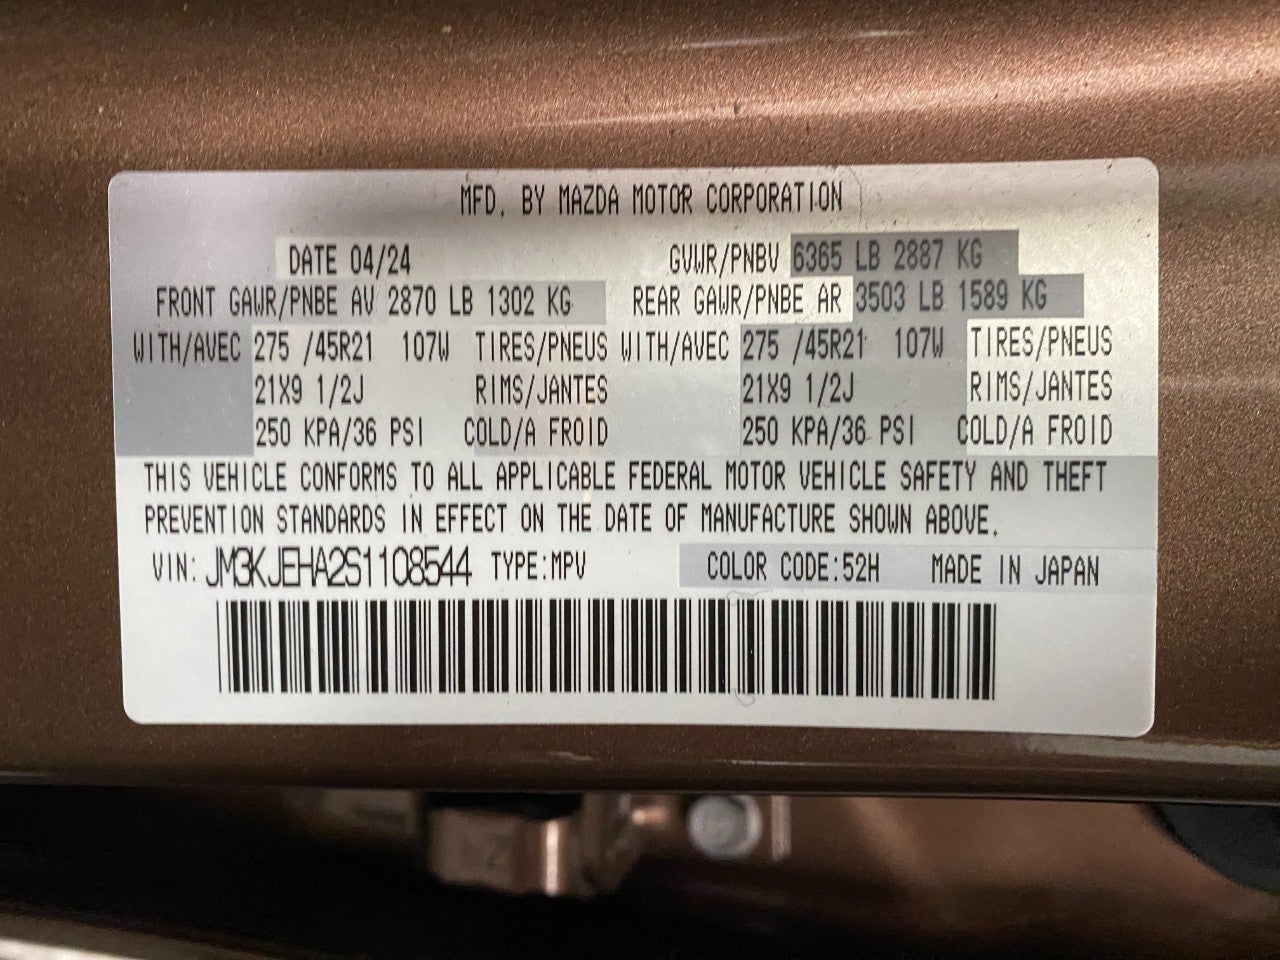 MFD. BY MAZDA MOTOR CORPORATION
DATE 04/24 GVWR/PNBV 6365 LB 2887 KG
FRONT GAWR/PNBE AV 2870 LB 1302 KG REAR GAWR/PNBE AR 3503 LB 1589 KG
WITH/AVEC 275 /45R21 107W TIRES/PNEUS WITH/AVEC 275 /45R21 107W TIRES/PNEUS
21X9 1/2J RIMS/JANTES 21X9 1/2J RIMS/JANTES
250 KPA/36 PSI COLD/A FROID 250 KPA/36 PSI COLD/A FROID
THIS VEHICLE CONFORMS TO ALL APPLICABLE FEDERAL MOTOR VEHICLE SAFETY AND THEFT
PREVENTION STANDARDS IN EFFECT ON THE DATE OF MANUFACTURE SHOWN ABOVE.
VIN: JM3KJEHA2S1108544 TYPE:MPV COLOR CODE:52H MADE IN JAPAN